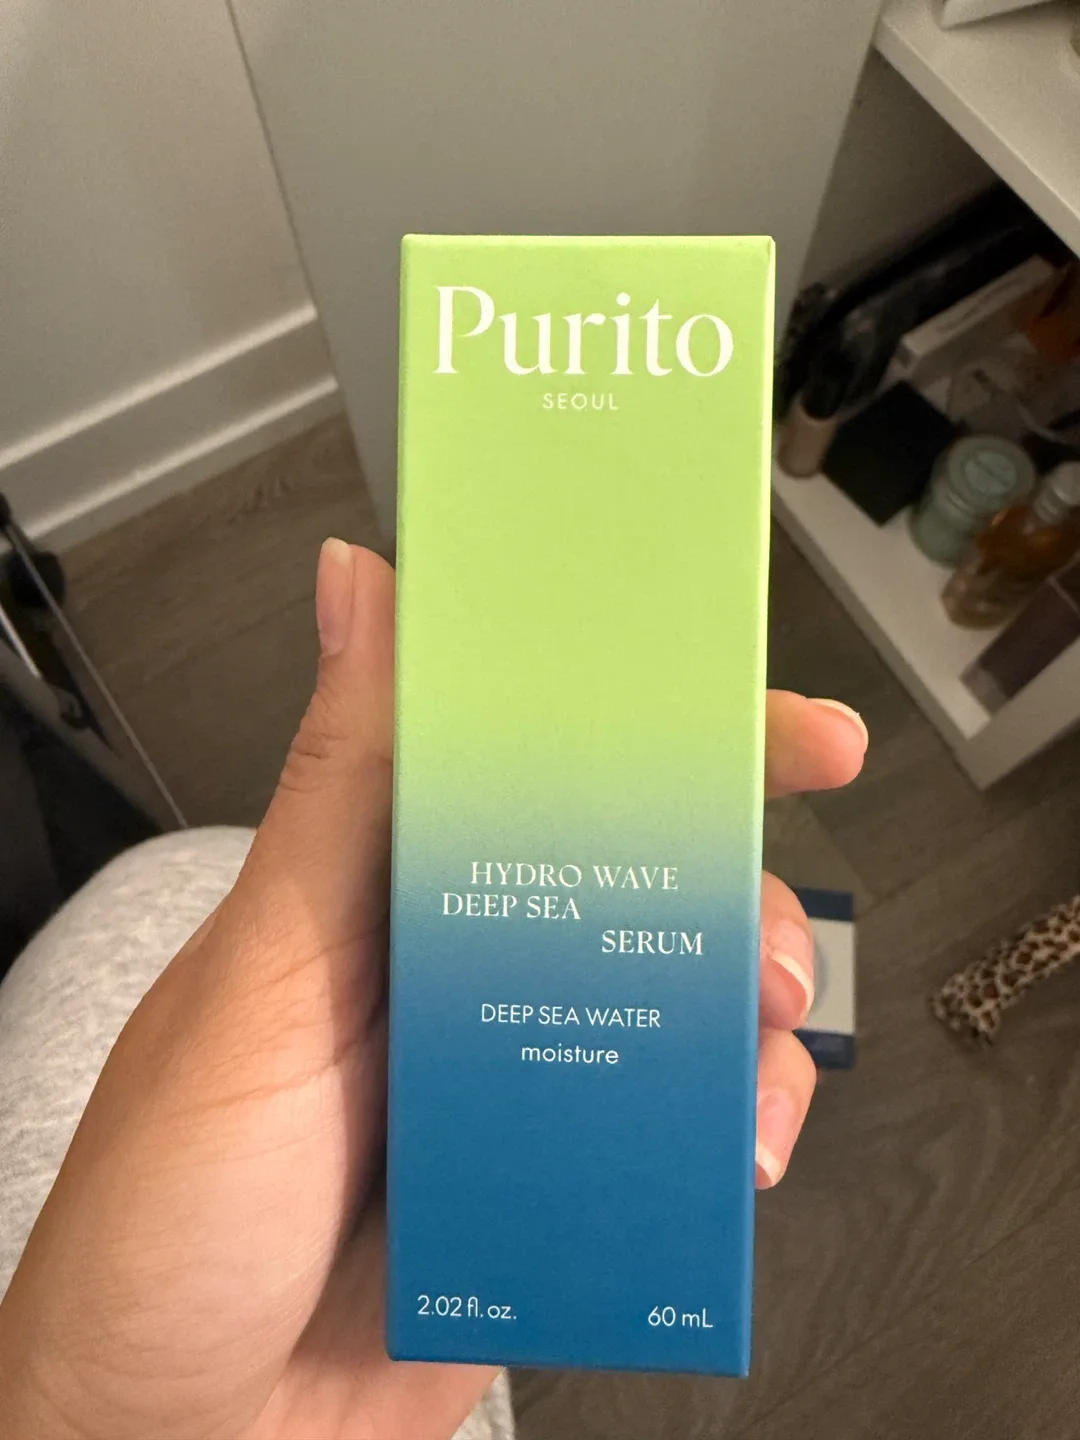 Purito
SEOUL
HYDRO WAVE
DEEP SEA
SERUM
DEEP SEA WATER
moisture
2.02 fl. oz. 60 mL